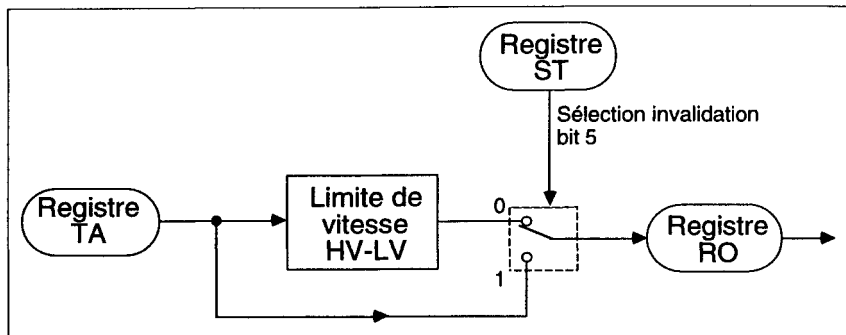 Registre
ST
Sélection invalidation
bit 5
Registre
TA
Limite de
vitesse
HV-LV
0
1
Registre
RO